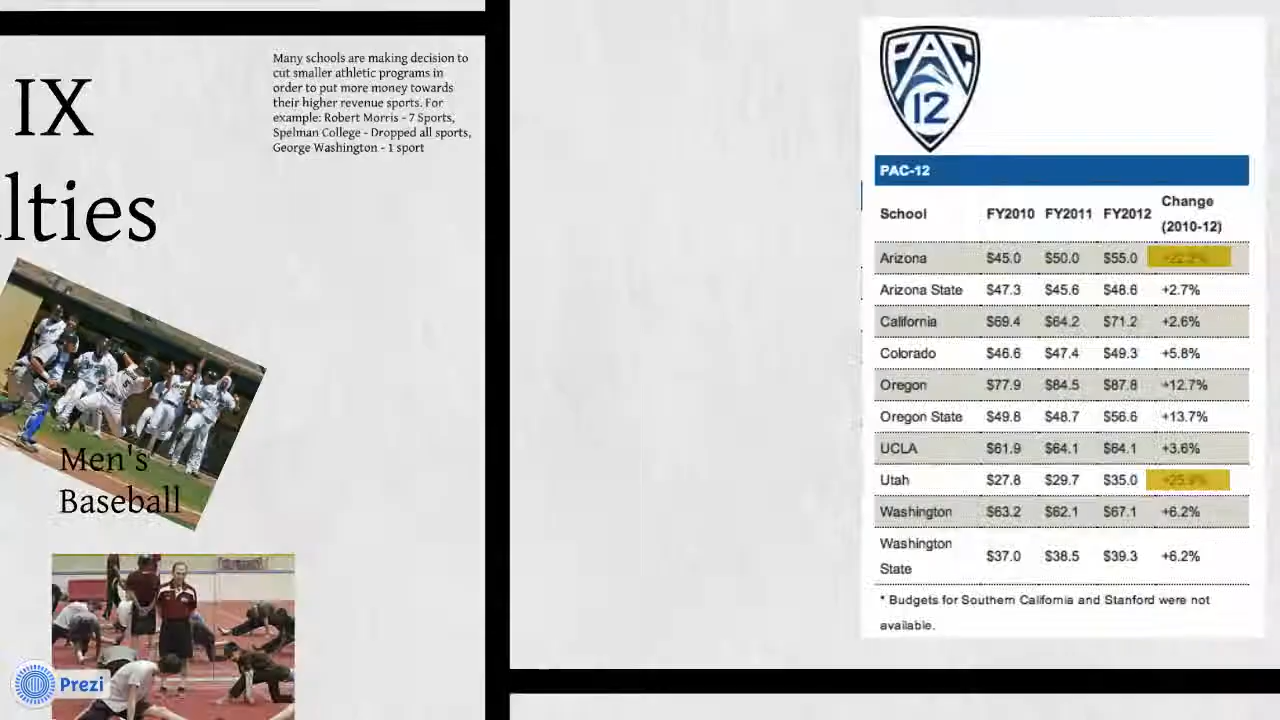 IX
lties
Many schools are making decision to
cut smaller athletic programs in
order to put more money towards
their higher revenue sports. For
example: Robert Morris - 7 Sports,
Spelman College - Dropped all sports,
George Washington - 1 sport
Men's
Baseball
Prezi
PAC
12
PAC-12
School FY2010 FY2011 FY2012 Change (2010-12)
Arizona $45.0 $50.0 $55.0
Arizona State $47.3 $45.6 $48.6 +2.7%
California $69.4 $64.2 $71.2 +2.6%
Colorado $46.6 $47.4 $49.3 +5.8%
Oregon $77.9 $84.5 $87.8 +12.7%
Oregon State $49.8 $48.7 $56.6 +13.7%
UCLA $61.9 $64.1 $64.1 +3.6%
Utah $27.8 $29.7 $35.0
Washington $63.2 $62.1 $67.1 +6.2%
Washington State $37.0 $38.5 $39.3 +6.2%
* Budgets for Southern California and Stanford were not
available.